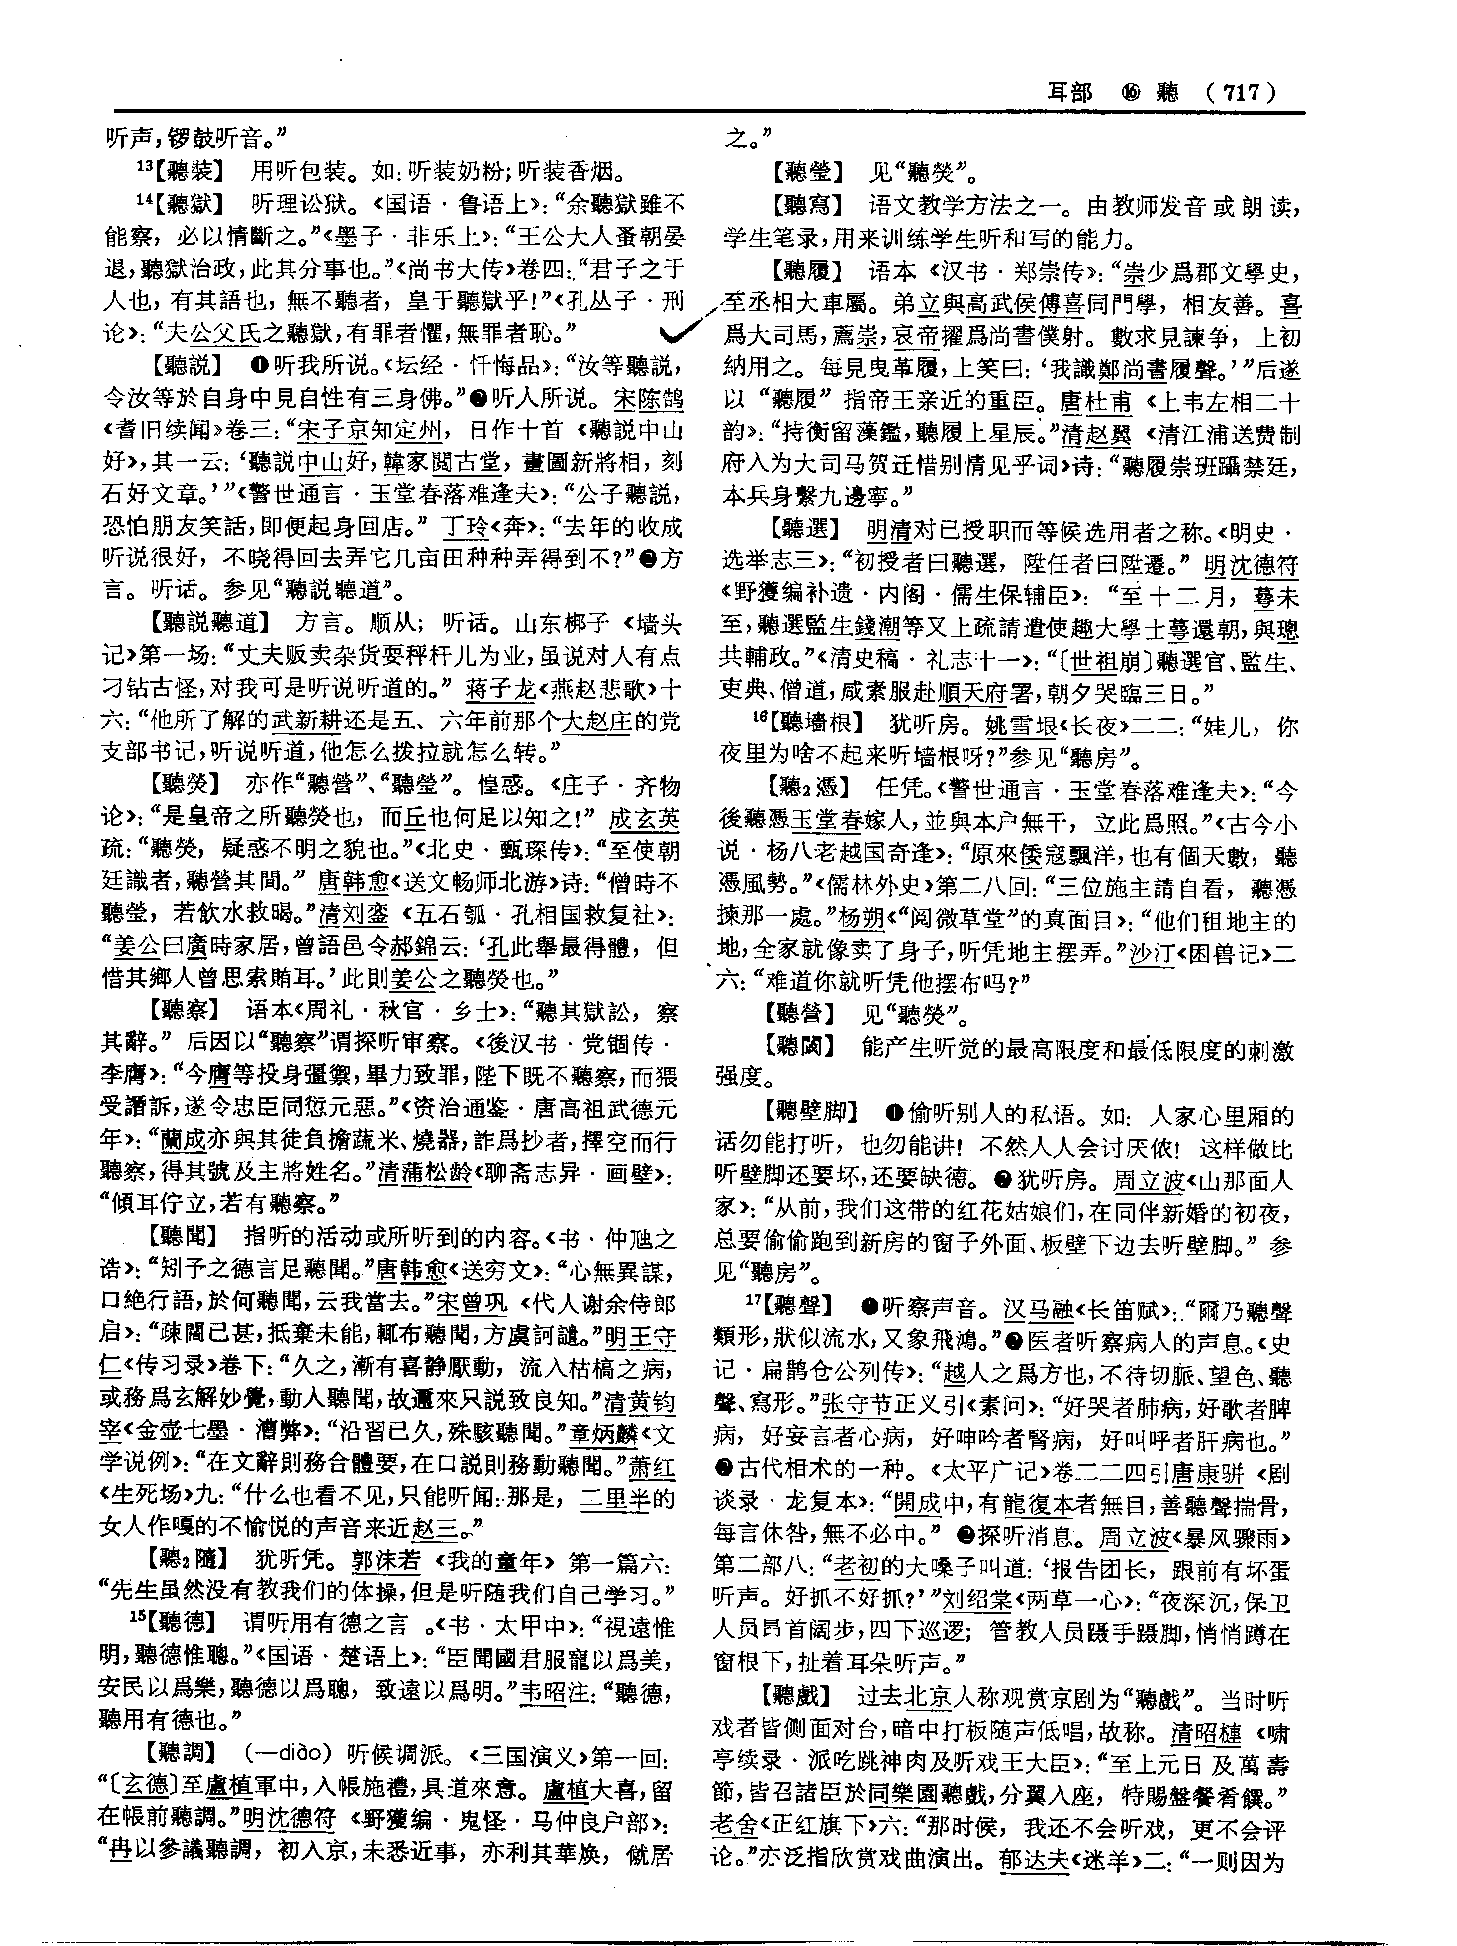 耳部　⑯　聽　(717)
听声，锣鼓听音。”
13【聽装】　用听包装。如：听装奶粉；听装香烟。
14【聽獄】　听理讼狱。《国语·鲁语上》：“余聽獄雖不
能察，必以情斷之。”《墨子·非乐上》：“王公大人蚤朝晏
退，聽獄治政，此其分事也。”《尚书大传》卷四：“君子之于
人也，有其語也，無不聽者，皇于聽獄乎！”《孔丛子·刑
论》：“夫公父氏之聽獄，有罪者懼，無罪者恥。”
【聽説】　❶听我所说。《坛经·忏悔品》：“汝等聽説，
令汝等於自身中見自性有三身佛。”❷听人所说。宋陈鹄
《耆旧续闻》卷三：“宋子京知定州，日作十首《聽説中山
好》，其一云：‘聽説中山好，韓家閲古堂，畫圖新將相，刻
石好文章。’”《警世通言·玉堂春落难逢夫》：“公子聽説，
恐怕朋友笑話，即便起身回店。”丁玲《奔》：“去年的收成
听说很好，不晓得回去弄它几亩田种种弄得到不？”❷方
言。听话。参见“聽説聽道”。
【聽説聽道】　方言。顺从；听话。山东梆子《墙头
记》第一场：“丈夫贩卖杂货耍秤杆儿为业，虽说对人有点
刁钻古怪，对我可是听说听道的。”蒋子龙《燕赵悲歌》十
六：“他所了解的武新耕还是五、六年前那个大赵庄的党
支部书记，听说听道，他怎么拨拉就怎么转。”
【聽熒】　亦作“聽營”、“聽瑩”。惶惑。《庄子·齐物
论》：“是皇帝之所聽熒也，而丘也何足以知之！”成玄英
疏：“聽熒，疑惑不明之貌也。”《北史·甄琛传》：“至使朝
廷識者，聽營其間。”唐韩愈《送文畅师北游》诗：“僧時不
聽瑩，若飲水救暍。”清刘銮《五石瓠·孔相国救复社》：
“姜公曰廣時家居，曾語邑令郝錦云：‘孔此舉最得體，但
惜其鄉人曾思索賄耳。’此則姜公之聽熒也。”
【聽察】　语本《周礼·秋官·乡士》：“聽其獄訟，察
其辭。”后因以“聽察”谓探听审察。《後汉书·党锢传·
李膺》：“今膺等投身彊禦，畢力致罪，陛下既不聽察，而猥
受譖訴，遂令忠臣同愆元惡。”《资治通鉴·唐高祖武德元
年》：“蘭成亦與其徒負擔蔬米、燒器，詐爲抄者，擇空而行
聽察，得其號及主將姓名。”清蒲松龄《聊斋志异·画壁》：
“傾耳佇立，若有聽察。”
【聽聞】　指听的活动或所听到的内容。《书·仲虺之
诰》：“矧予之德言足聽聞。”唐韩愈《送穷文》：“心無異謀，
口絶行語，於何聽聞，云我當去。”宋曾巩《代人谢余侍郎
启》：“疎闊已甚，抵棄未能，輒布聽聞，方虞訶譴。”明王守
仁《传习录》卷下：“久之，漸有喜静厭動，流入枯槁之病，
或務爲玄解妙覺，動人聽聞，故邇來只説致良知。”清黄钧
宰《金壶七墨·漕弊》：“沿習已久，殊駭聽聞。”章炳麟《文
学说例》：“在文辭則務合體要，在口説則務動聽聞。”萧红
《生死场》九：“什么也看不见，只能听闻：那是，二里半的
女人作嘎的不愉悦的声音来近赵三。”
【聽2隨】　犹听凭。郭沫若《我的童年》第一篇六：
“先生虽然没有教我们的体操，但是听随我们自己学习。”
15【聽德】　谓听用有德之言。《书·太甲中》：“視遠惟
明，聽德惟聰。”《国语·楚语上》：“臣聞國君服寵以爲美，
安民以爲樂，聽德以爲聰，致遠以爲明。”韦昭注：“聽德，
聽用有德也。”
【聽調】　(—diào) 听候调派。《三国演义》第一回：
“〔玄德〕至盧植軍中，入帳施禮，具道來意。盧植大喜，留
在帳前聽調。”明沈德符《野獲编·鬼怪·马仲良户部》：
“冉以參議聽調，初入京，未悉近事，亦利其華焕，僦居
之。”
【聽瑩】　见“聽熒”。
【聽寫】　语文教学方法之一。由教师发音或朗读，
学生笔录，用来训练学生听和写的能力。
【聽履】　语本《汉书·郑崇传》：“崇少爲郡文學史，
至丞相大車屬。弟立與高武侯傅喜同門學，相友善。喜
爲大司馬，薦崇，哀帝擢爲尚書僕射。數求見諫争，上初
納用之。每見曳革履，上笑曰：‘我識鄭尚書履聲。’”后遂
以“聽履”指帝王亲近的重臣。唐杜甫《上韦左相二十
韵》：“持衡留藻鑑，聽履上星辰。”清赵翼《清江浦送费制
府入为大司马贺迁惜别情见乎词》诗：“聽履崇班躡禁廷，
本兵身繫九邊寧。”
【聽選】　明清对已授职而等候选用者之称。《明史·
选举志三》：“初授者曰聽選，陞任者曰陞遷。”明沈德符
《野獲编补遗·内阁·儒生保辅臣》：“至十二月，萼未
至，聽選監生錢潮等又上疏請遣使趣大學士萼還朝，與璁
共輔政。”《清史稿·礼志十一》：“〔世祖崩〕聽選官、監生、
吏典、僧道，咸素服赴順天府署，朝夕哭臨三日。”
16【聽墻根】　犹听房。姚雪垠《长夜》二二：“娃儿，你
夜里为啥不起来听墙根呀？”参见“聽房”。
【聽2憑】　任凭。《警世通言·玉堂春落难逢夫》：“今
後聽憑玉堂春嫁人，並與本户無干，立此爲照。”《古今小
说·杨八老越国奇逢》：“原來倭寇飄洋，也有個天數，聽
憑風勢。”《儒林外史》第二八回：“三位施主請自看，聽憑
揀那一處。”杨朔《“阅微草堂”的真面目》：“他们租地主的
地，全家就像卖了身子，听凭地主摆弄。”沙汀《困兽记》二
六：“难道你就听凭他摆布吗？”
【聽營】　见“聽熒”。
【聽閾】　能产生听觉的最高限度和最低限度的刺激
强度。
【聽壁脚】　❶偷听别人的私语。如：人家心里厢的
话勿能打听，也勿能讲！不然人人会讨厌侬！这样做比
听壁脚还要坏，还要缺德。❷犹听房。周立波《山那面人
家》：“从前，我们这带的红花姑娘们，在同伴新婚的初夜，
总要偷偷跑到新房的窗子外面、板壁下边去听壁脚。”参
见“聽房”。
17【聽聲】　❶听察声音。汉马融《长笛赋》：“爾乃聽聲
類形，狀似流水，又象飛鴻。”❷医者听察病人的声息。《史
记·扁鹊仓公列传》：“越人之爲方也，不待切脈、望色、聽
聲、寫形。”张守节正义引《素问》：“好哭者肺病，好歌者脾
病，好妄言者心病，好呻吟者腎病，好叫呼者肝病也。”
❸古代相术的一种。《太平广记》卷二二四引唐康骈《剧
谈录·龙复本》：“開成中，有龍復本者無目，善聽聲揣骨，
每言休咎，無不必中。”❹探听消息。周立波《暴风骤雨》
第二部八：“老初的大嗓子叫道：‘报告团长，跟前有坏蛋
听声。好抓不好抓？’”刘绍棠《两草一心》：“夜深沉，保卫
人员昂首阔步，四下巡逻；管教人员蹑手蹑脚，悄悄蹲在
窗根下，扯着耳朵听声。”
【聽戲】　过去北京人称观赏京剧为“聽戲”。当时听
戏者皆侧面对台，暗中打板随声低唱，故称。清昭槤《啸
亭续录·派吃跳神肉及听戏王大臣》：“至上元日及萬壽
節，皆召諸臣於同樂園聽戲，分翼入座，特賜盤餐肴饌。”
老舍《正红旗下》六：“那时候，我还不会听戏，更不会评
论。”亦泛指欣赏戏曲演出。郁达夫《迷羊》二：“一则因为